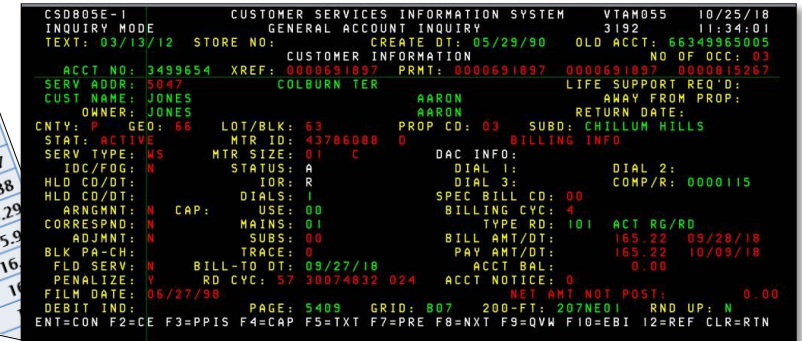 CSD805E-1 CUSTOMER SERVICES INFORMATION SYSTEM VTAM055 10/25/18
INQUIRY MODE GENERAL ACCOUNT INQUIRY 3192 11:34:01
TEXT: 03/13/12 STORE NO: CREATE DT: 05/29/90 OLD ACCT: 66349965005
CUSTOMER INFORMATION NO OF OCC: 03
ACCT NO: 3499654 XREF: 0000691897 PRMT: 0000691897 0000691897 0000815267
SERV ADDR: 5047 COLBURN TER LIFE SUPPORT REQ'D:
CUST NAME: JONES AARON AWAY FROM PROP:
OWNER: JONES AARON RETURN DATE:
CNTY: P GEO: 66 LOT/BLK: 63 PROP CD: 03 SUBD: CHILLUM HILLS
STAT: ACTIVE MTR ID: 43786088 0 BILLING INFO
SERV TYPE: WS MTR SIZE: 01 C DAC INFO:
IDC/FOG: N STATUS: A DIAL 1: DIAL 2:
HLD CD/DT: IOR: R DIAL 3: COMP/R: 0000115
HLD CD/DT: DIALS: 1 SPEC BILL CD: 00
ARNGMNT: N CAP: USE: 00 BILLING CYC: 4
CORRESPND: N MAINS: 01 TYPE RD: 101 ACT RG/RD
ADJMNT: N SUBS: 00 BILL AMT/DT: 165.22 09/28/18
BLK PA-CH: TRACE: 0 PAY AMT/DT: 165.22 10/09/18
FLD SERV: N BILL-TO DT: 09/27/18 ACCT BAL: 0.00
PENALIZE: Y RD CYC: 57 30074832 024 ACCT NOTICE: 0
FILM DATE: 06/27/98 NET AMT NOT POST: 0.00
DEBIT IND: PAGE: 5409 GRID: B07 200-FT: 207NE01 RND UP: N
ENT=CON F2=CE F3=PPIS F4=CAP F5=TXT F7=PRE F8=NXT F9=QVW F10=EBI 12=REF CLR=RTN